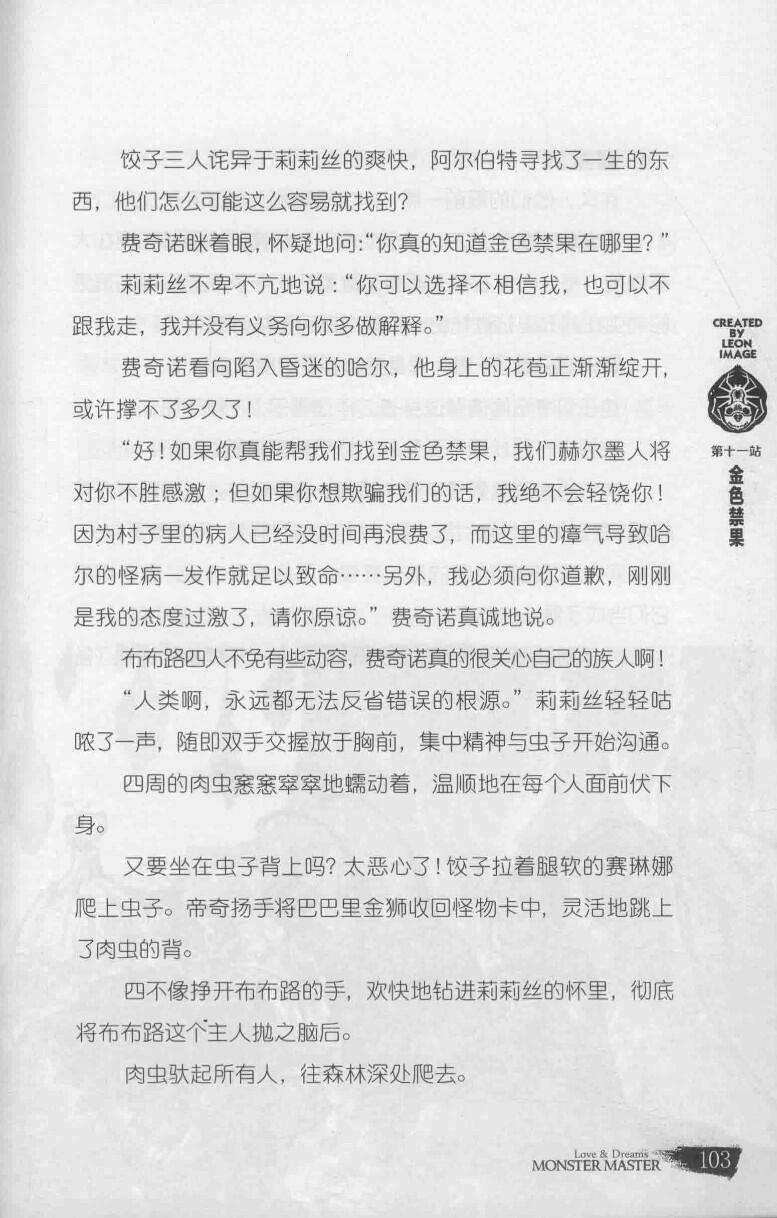 饺子三人诧异于莉莉丝的爽快，阿尔伯特寻找了一生的东
西，他们怎么可能这么容易就找到？
费奇诺眯着眼，怀疑地问：“你真的知道金色禁果在哪里？”
莉莉丝不卑不亢地说：“你可以选择不相信我，也可以不
跟我走，我并没有义务向你多做解释。”
费奇诺看向陷入昏迷的哈尔，他身上的花苞正渐渐绽开，
或许撑不了多久了！
“好！如果你真能帮我们找到金色禁果，我们赫尔墨人将
对你不胜感激；但如果你想欺骗我们的话，我绝不会轻饶你！
因为村子里的病人已经没时间再浪费了，而这里的瘴气导致哈
尔的怪病一发作就足以致命……另外，我必须向你道歉，刚刚
是我的态度过激了，请你原谅。”费奇诺真诚地说。
布布路四人不免有些动容，费奇诺真的很关心自己的族人啊！
“人类啊，永远都无法反省错误的根源。”莉莉丝轻轻咕
哝了一声，随即双手交握放于胸前，集中精神与虫子开始沟通。
四周的肉虫窸窸窣窣地蠕动着，温顺地在每个人面前伏下
身。
又要坐在虫子背上吗？太恶心了！饺子拉着腿软的赛琳娜
爬上虫子。帝奇扬手将巴巴里金狮收回怪物卡中，灵活地跳上
了肉虫的背。
四不像挣开布布路的手，欢快地钻进莉莉丝的怀里，彻底
将布布路这个主人抛之脑后。
肉虫驮起所有人，往森林深处爬去。
CREATED
BY
LEON
IMAGE
第十一站
金色禁果
Love & Dreams
MONSTER MASTER
103